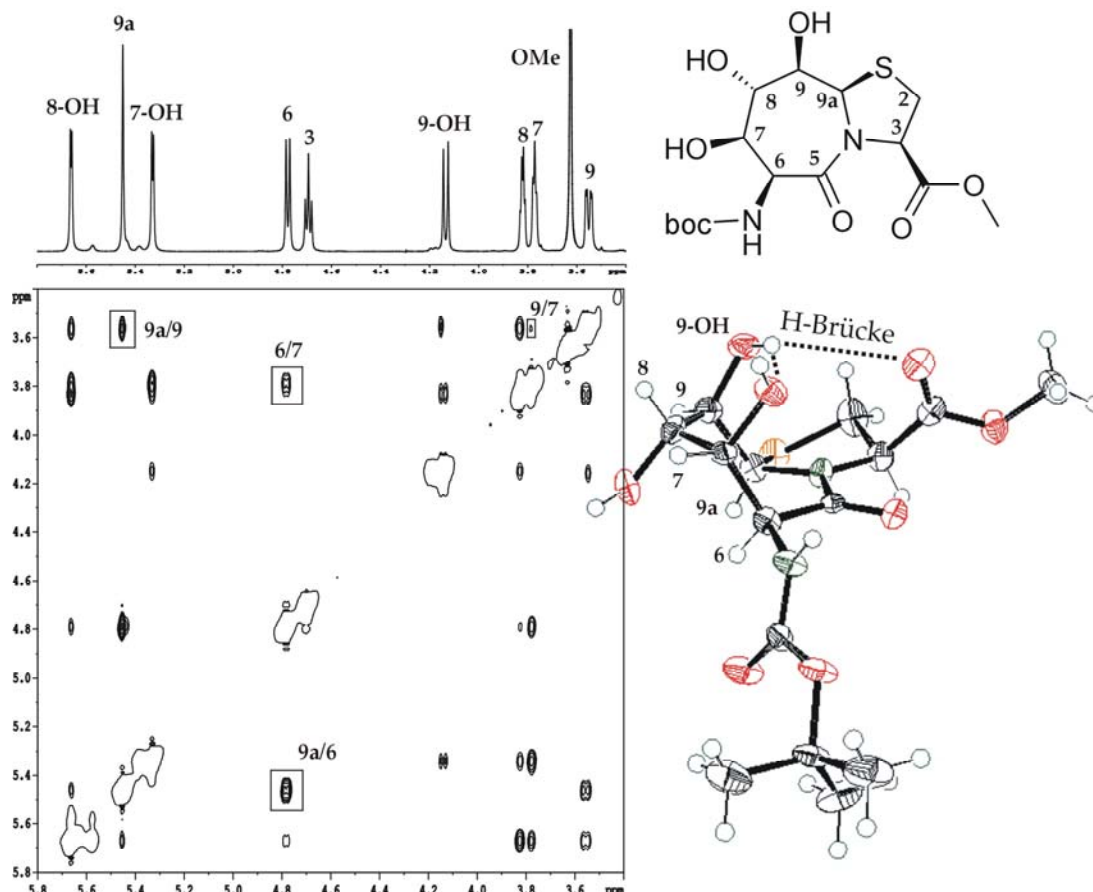 9a
OMe
8-OH
7-OH
6
3
9-OH
8
7
9
ppm
OH
HO
S
9
9a
2
8
HO
7
N
3
6
5
O
O
O
boc
N
H
ppm
9a/9
9/7
6/7
3.6
3.8
4.0
4.2
4.4
4.6
4.8
5.0
5.2
5.4
5.6
5.8
9a/6
5.8 5.6 5.4 5.2 5.0 4.8 4.6 4.4 4.2 4.0 3.8 3.6 ppm
9-OH
H-Brücke
8
9
7
9a
6